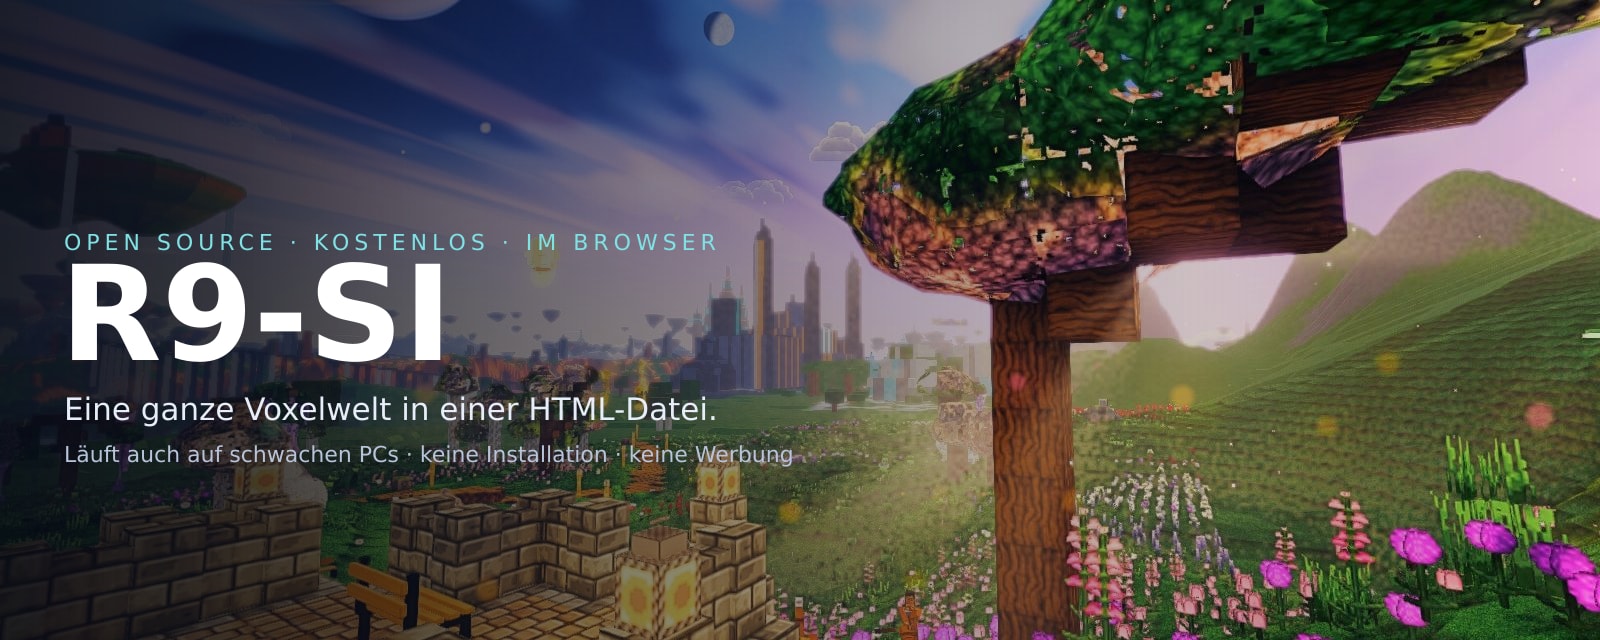 OPEN SOURCE · KOSTENLOS · IM BROWSER
R9-SI
Eine ganze Voxelwelt in einer HTML-Datei.
Läuft auch auf schwachen PCs · keine Installation · keine Werbung